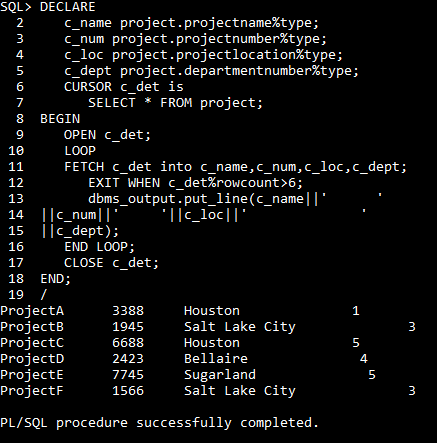 SQL> DECLARE
  2    c_name project.projectname%type;
  3    c_num project.projectnumber%type;
  4    c_loc project.projectlocation%type;
  5    c_dept project.departmentnumber%type;
  6    CURSOR c_det is
  7       SELECT * FROM project;
  8  BEGIN
  9     OPEN c_det;
 10     LOOP
 11     FETCH c_det into c_name,c_num,c_loc,c_dept;
 12        EXIT WHEN c_det%rowcount>6;
 13        dbms_output.put_line(c_name||'      '
 14  ||c_num||'     '||c_loc||'              '
 15  ||c_dept);
 16     END LOOP;
 17     CLOSE c_det;
 18  END;
 19  /
ProjectA      3388     Houston              1
ProjectB      1945     Salt Lake City              3
ProjectC      6688     Houston              5
ProjectD      2423     Bellaire              4
ProjectE      7745     Sugarland              5
ProjectF      1566     Salt Lake City              3

PL/SQL procedure successfully completed.